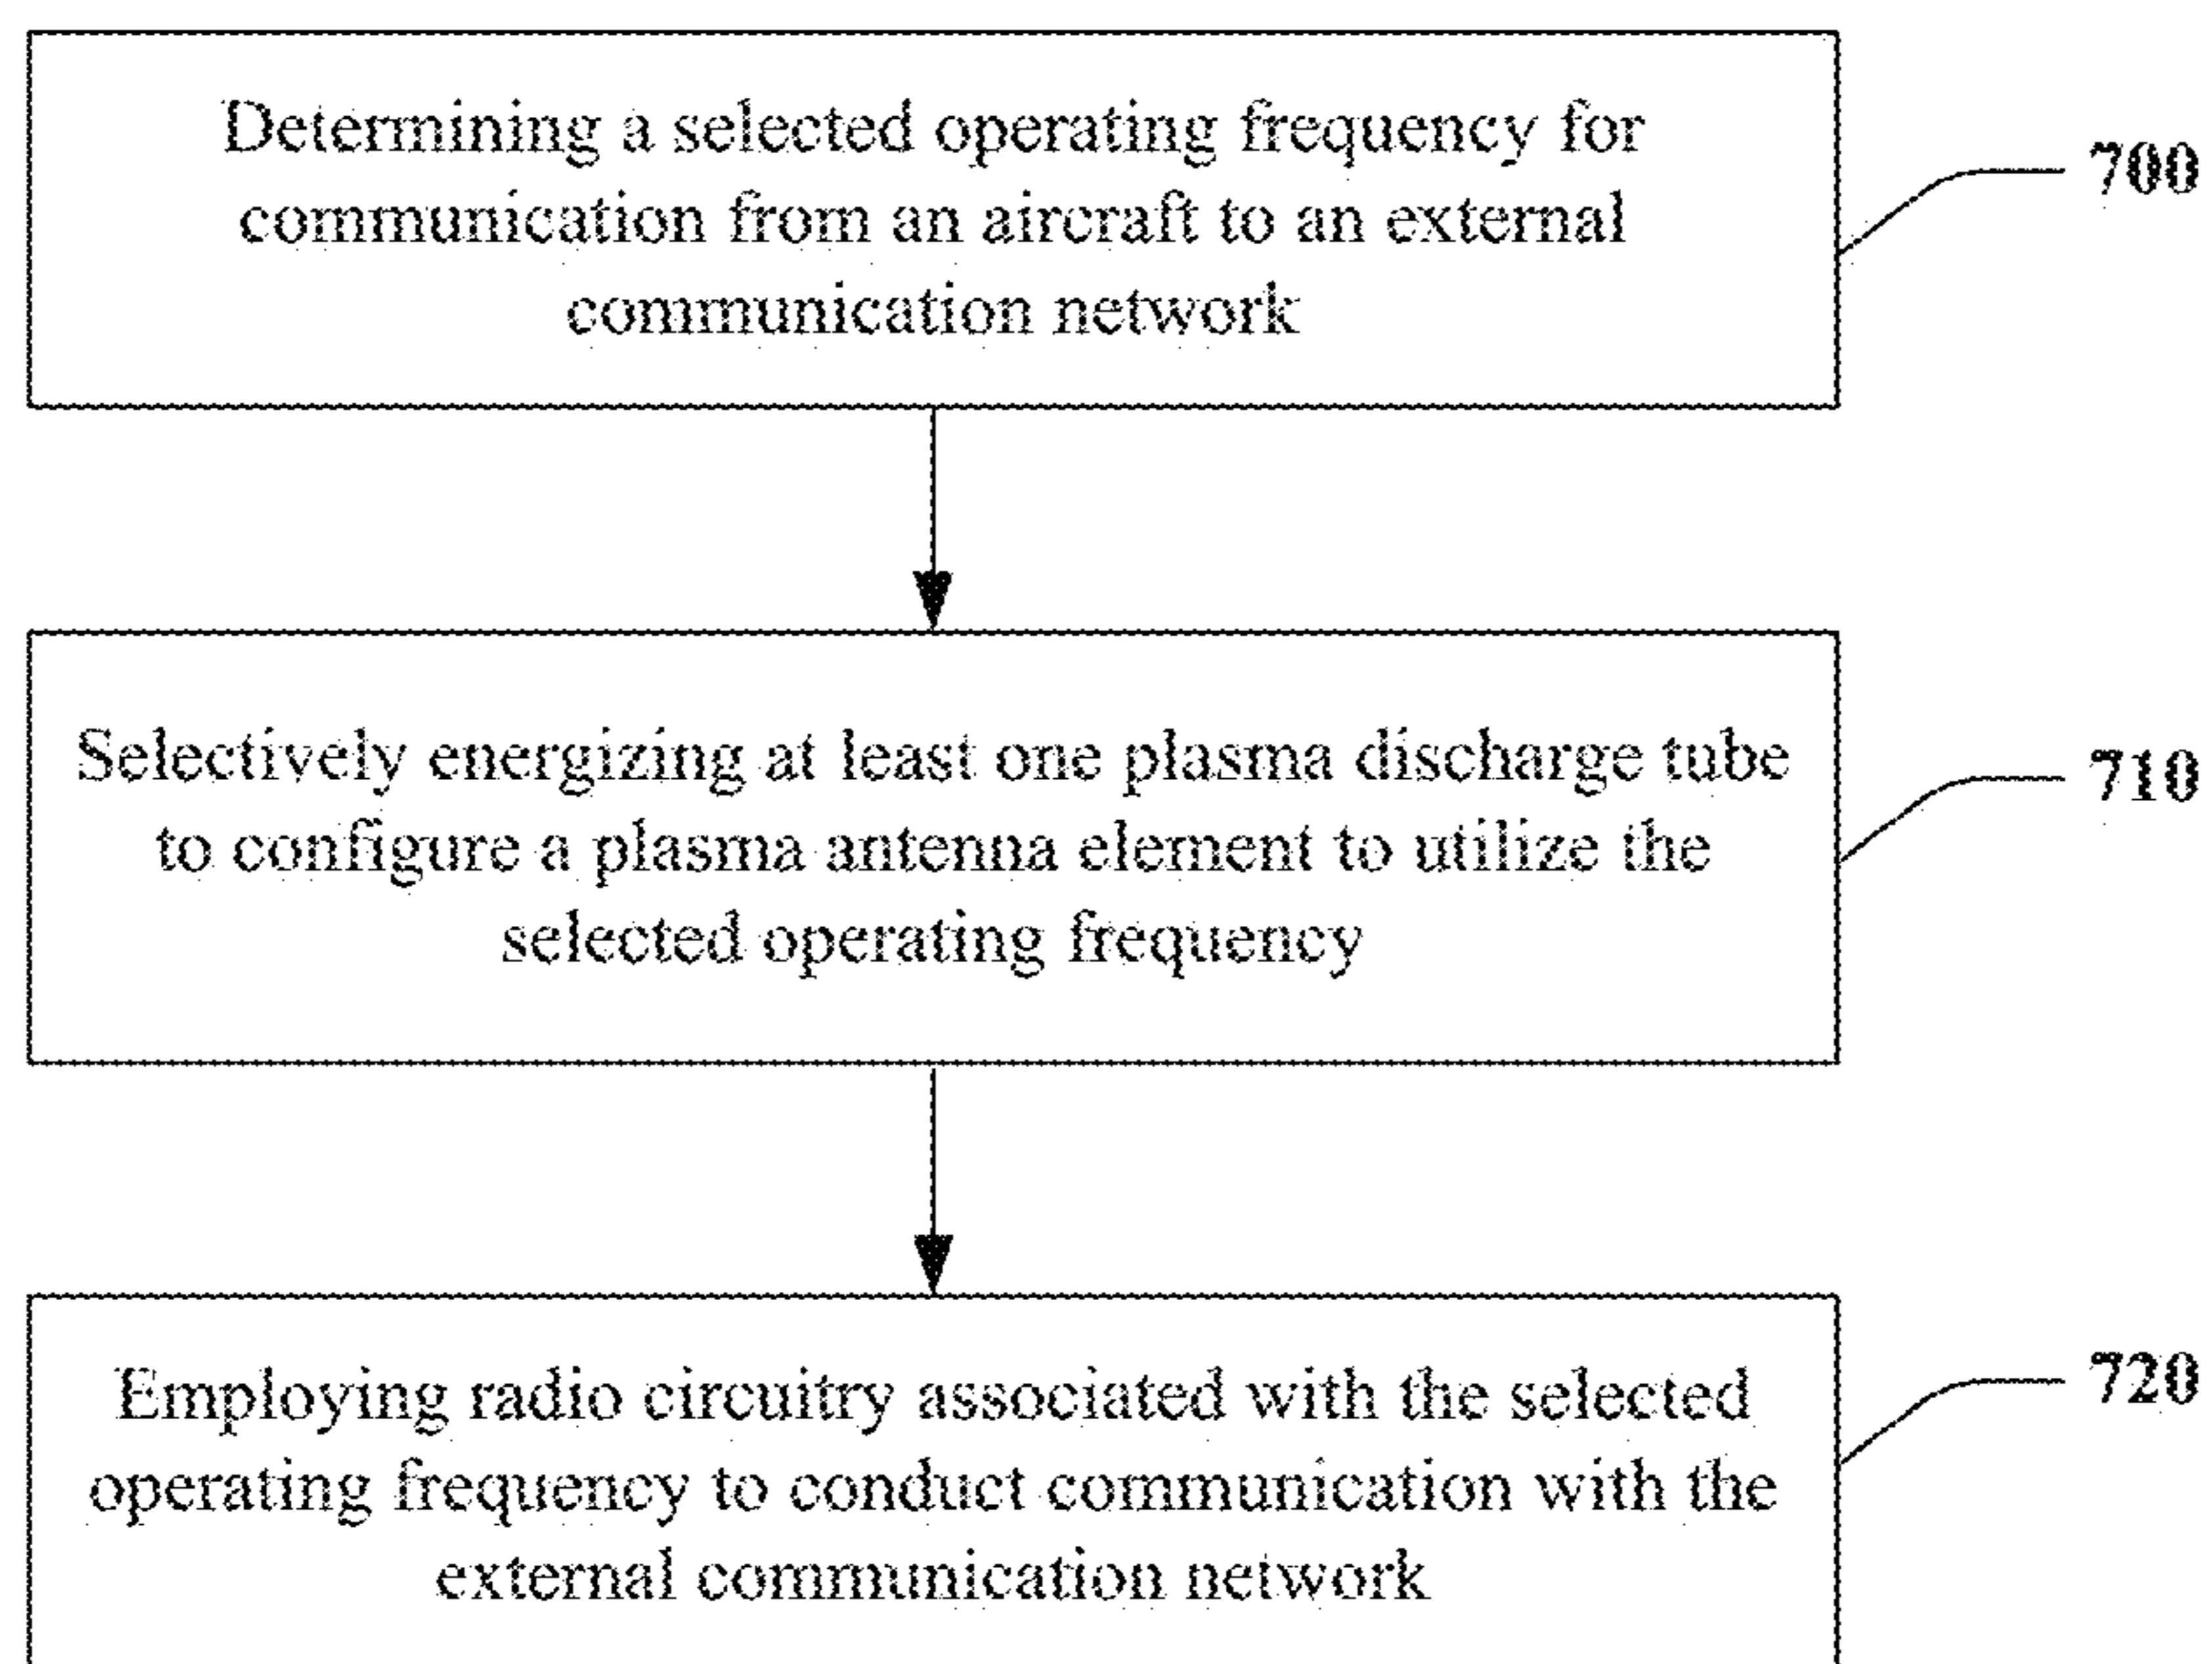 Determining a selected operating frequency for
communication from an aircraft to an external
communication network
700
Selectively energizing at least one plasma discharge tube
to configure a plasma antenna element to utilize the
selected operating frequency
710
Employing radio circuitry associated with the selected
operating frequency to conduct communication with the
external communication network
720